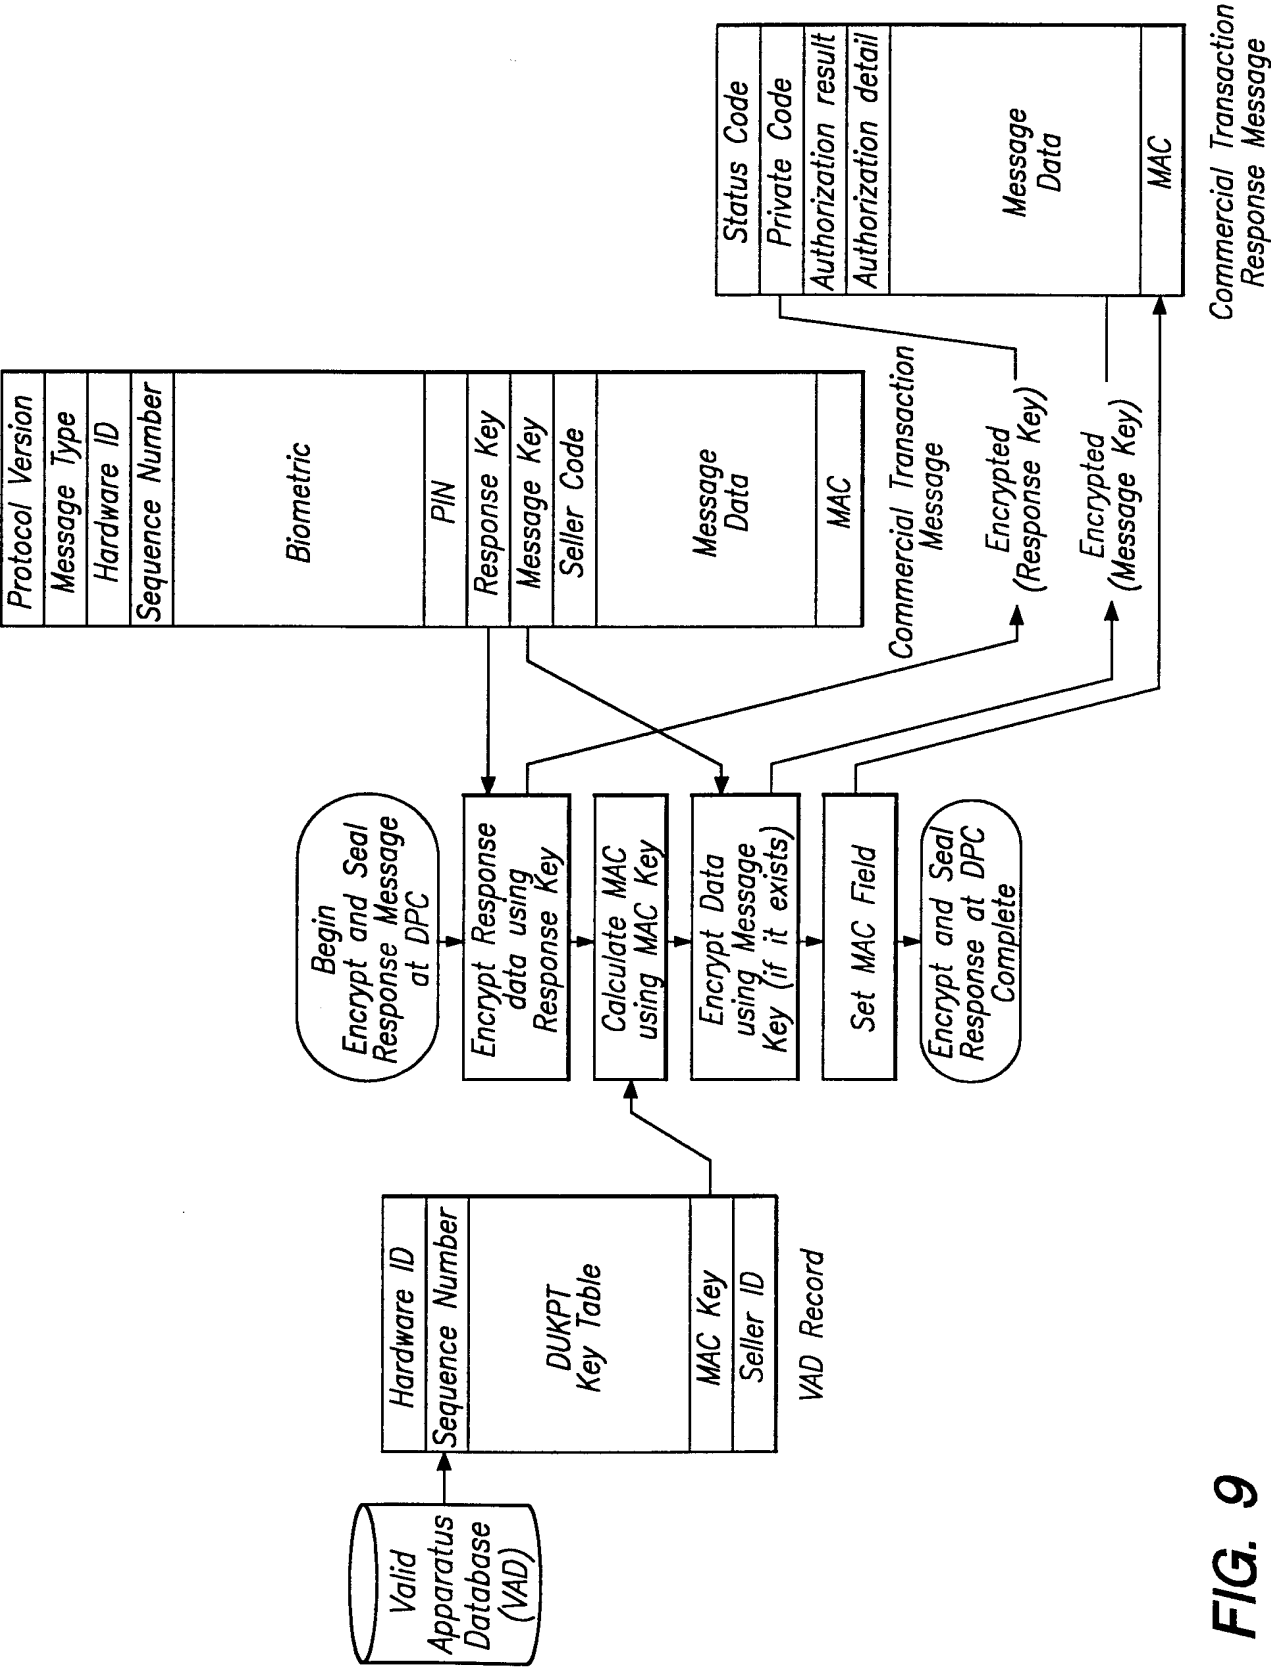 Valid
Apparatus
Database
(VAD)
Hardware ID
Sequence Number
DUKPT
Key Table
MAC Key
Seller ID
VAD Record
Begin
Encrypt and Seal
Response Message
at DPC
Encrypt Response
data using
Response Key
Calculate MAC
using MAC Key
Encrypt Data
using Message
Key (if it exists)
Set MAC Field
Encrypt and Seal
Response at DPC
Complete
Protocol Version
Message Type
Hardware ID
Sequence Number
Biometric
PIN
Response Key
Message Key
Seller Code
Message
Data
MAC
Commercial Transaction
Message
Encrypted
(Response Key)
Encrypted
(Message Key)
Status Code
Private Code
Authorization result
Authorization detail
Message
Data
MAC
Commercial Transaction
Response Message
FIG. 9